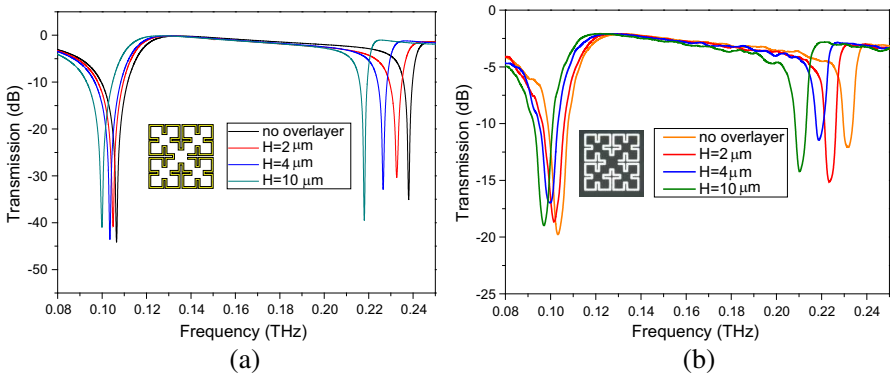 0
-10
-20
-30
-40
-50
Transmission (dB)
no overlayer
H=2 μm
H=4 μm
H=10 μm
0.08 0.10 0.12 0.14 0.16 0.18 0.20 0.22 0.24
Frequency (THz)
(a)
0
-5
-10
-15
-20
-25
Transmission (dB)
no overlayer
H=2 μm
H=4 μm
H=10 μm
0.08 0.10 0.12 0.14 0.16 0.18 0.20 0.22 0.24
Frequency (THz)
(b)